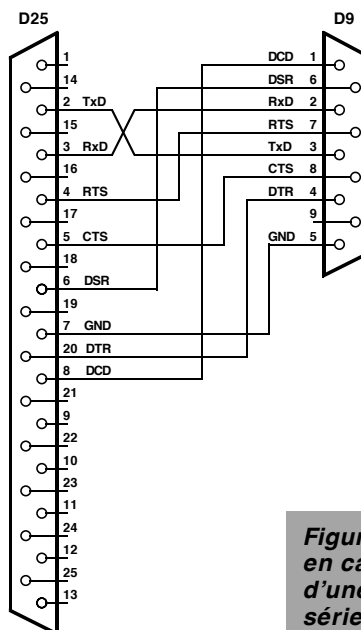 D25
D9
1
14
2 TxD
15
3 RxD
16
4 RTS
17
5 CTS
18
6 DSR
19
7 GND
20 DTR
8 DCD
21
9
22
10
23
11
24
12
25
13
DCD 1
DSR 6
RxD 2
RTS 7
TxD 3
CTS 8
DTR 4
9
GND 5
Figur
en ca
d'une
série